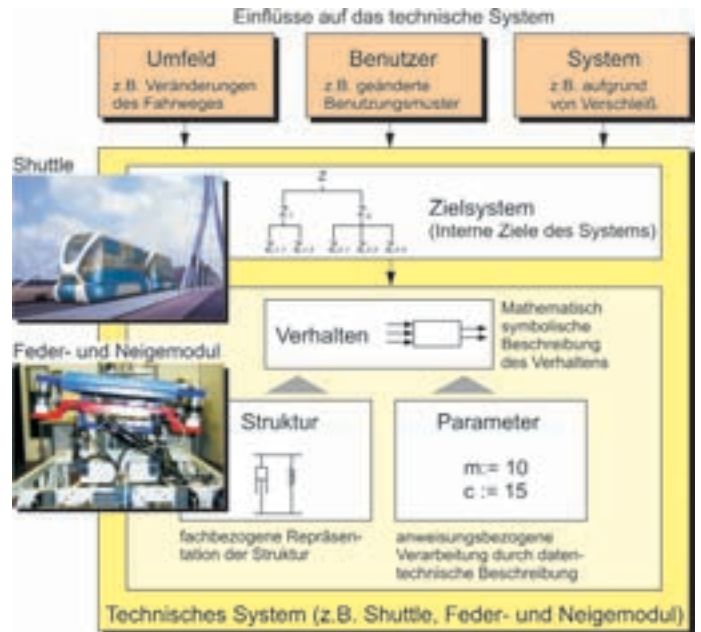 Einflüsse auf das technische System
Umfeld
z.B. Veränderungen
des Fahrweges
Benutzer
z.B. geänderte
Benutzungsmuster
System
z.B. aufgrund
von Verschleiß
Shuttle
Z
Zielsystem
(Interne Ziele des Systems)
Verhalten
Mathematisch
symbolische
Beschreibung
des Verhaltens
Feder- und Neigemodul
Struktur
Parameter
m:= 10
c := 15
fachbezogene Repräsen-
tation der Struktur
anweisungsbezogene
Verarbeitung durch daten-
technische Beschreibung
Technisches System (z.B. Shuttle, Feder- und Neigemodul)